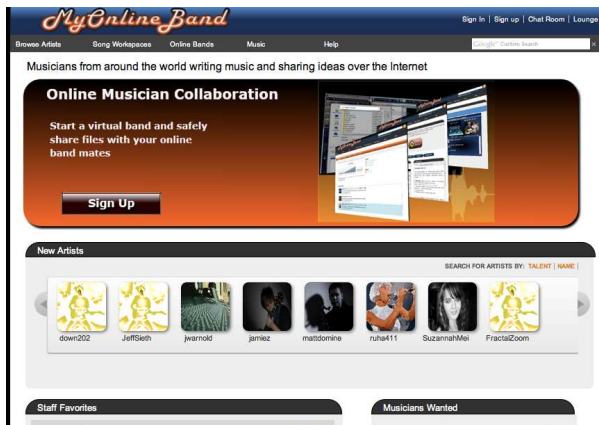 MyOnlineBand
Sign In | Sign up | Chat Room | Lounge
Browse Artists Song Workspaces Online Bands Music Help
Google™ Custom Search ×
Musicians from around the world writing music and sharing ideas over the Internet
Online Musician Collaboration
Start a virtual band and safely
share files with your online
band mates
Sign Up
New Artists
SEARCH FOR ARTISTS BY: TALENT | NAME |
down202 JeffSieth jwarnold jamiez mattdomine ruha411 SuzannahMei FractalZoom
Staff Favorites
Musicians Wanted